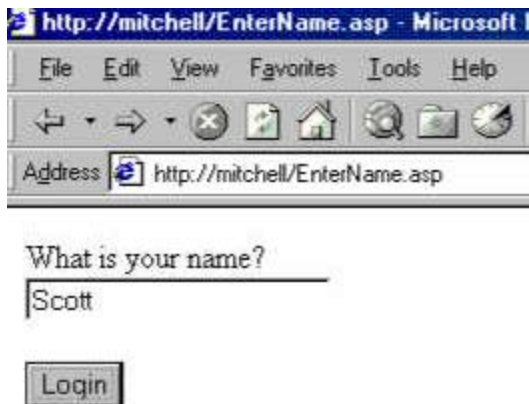 http://mitchell/EnterName.asp - Microsoft
File Edit View Favorites Tools Help
Address http://mitchell/EnterName.asp
What is your name?
Scott
Login